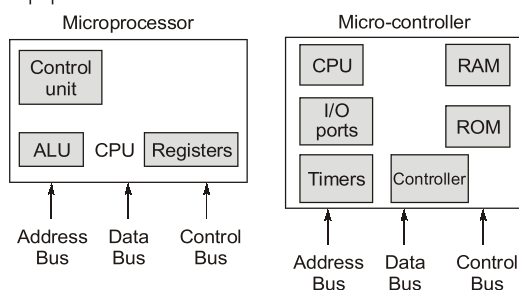 Microprocessor
Control
unit
ALU
CPU
Registers
Address
Bus
Data
Bus
Control
Bus
Micro-controller
CPU
RAM
I/O
ports
ROM
Timers
Controller
Address
Bus
Data
Bus
Control
Bus